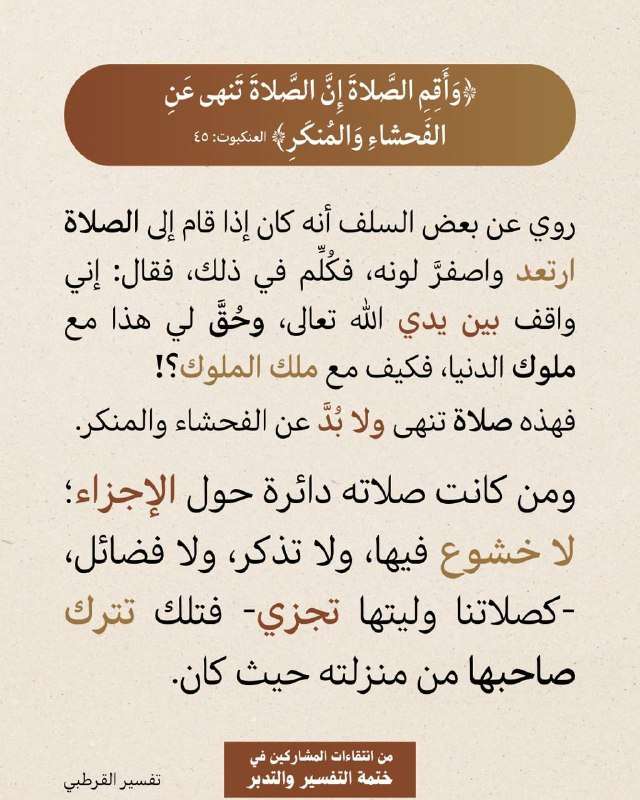 ﴿وَأَقِمِ الصَّلاةَ إِنَّ الصَّلاةَ تَنهى عَنِ
الفَحشاءِ وَالمُنكَرِ﴾ العنكبوت: ٤٥
روي عن بعض السلف أنه كان إذا قام إلى الصلاة
ارتعد واصفرَّ لونه، فكُلِّم في ذلك، فقال: إني
واقف بين يدي الله تعالى، وحُقَّ لي هذا مع
ملوك الدنيا، فكيف مع ملك الملوك؟!
فهذه صلاة تنهى ولا بُدَّ عن الفحشاء والمنكر.
ومن كانت صلاته دائرة حول الإجزاء؛
لا خشوع فيها، ولا تذكر، ولا فضائل،
-كصلاتنا وليتها تجزي- فتلك تترك
صاحبها من منزلته حيث كان.
من انتقاءات المشاركين في
ختمة التفسير والتدبر
تفسير القرطبي